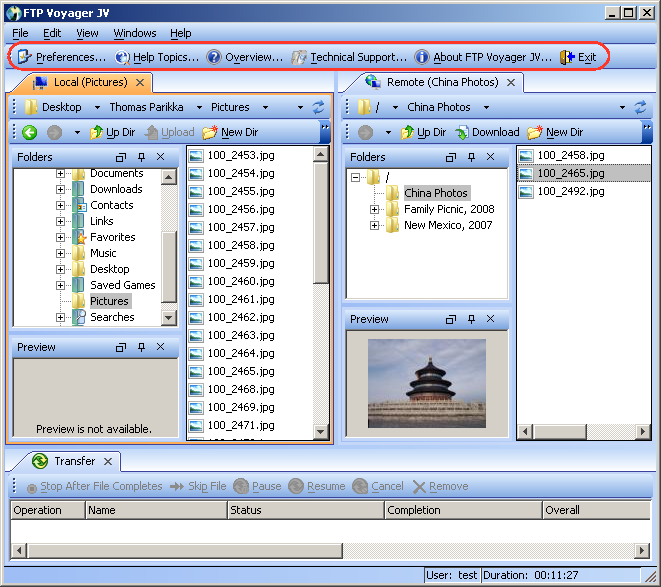 FTP Voyager JV
File Edit View Windows Help
Preferences... Help Topics... Overview... Technical Support... About FTP Voyager JV... Exit
Local (Pictures)
Desktop Thomas Parikka Pictures
Up Dir Upload New Dir
Folders
Documents
Downloads
Contacts
Links
Favorites
Music
Desktop
Saved Games
Pictures
Searches
Preview
Preview is not available.
100_2453.jpg
100_2454.jpg
100_2455.jpg
100_2456.jpg
100_2457.jpg
100_2458.jpg
100_2459.jpg
100_2460.jpg
100_2461.jpg
100_2462.jpg
100_2463.jpg
100_2464.jpg
100_2465.jpg
100_2468.jpg
100_2469.jpg
100_2471.jpg
Remote (China Photos)
/ China Photos
Up Dir Download New Dir
Folders
/
China Photos
Family Picnic, 2008
New Mexico, 2007
Preview
100_2458.jpg
100_2465.jpg
100_2492.jpg
Transfer
Stop After File Completes Skip File Pause Resume Cancel Remove
Operation Name Status Completion Overall
User: test Duration: 00:11:27